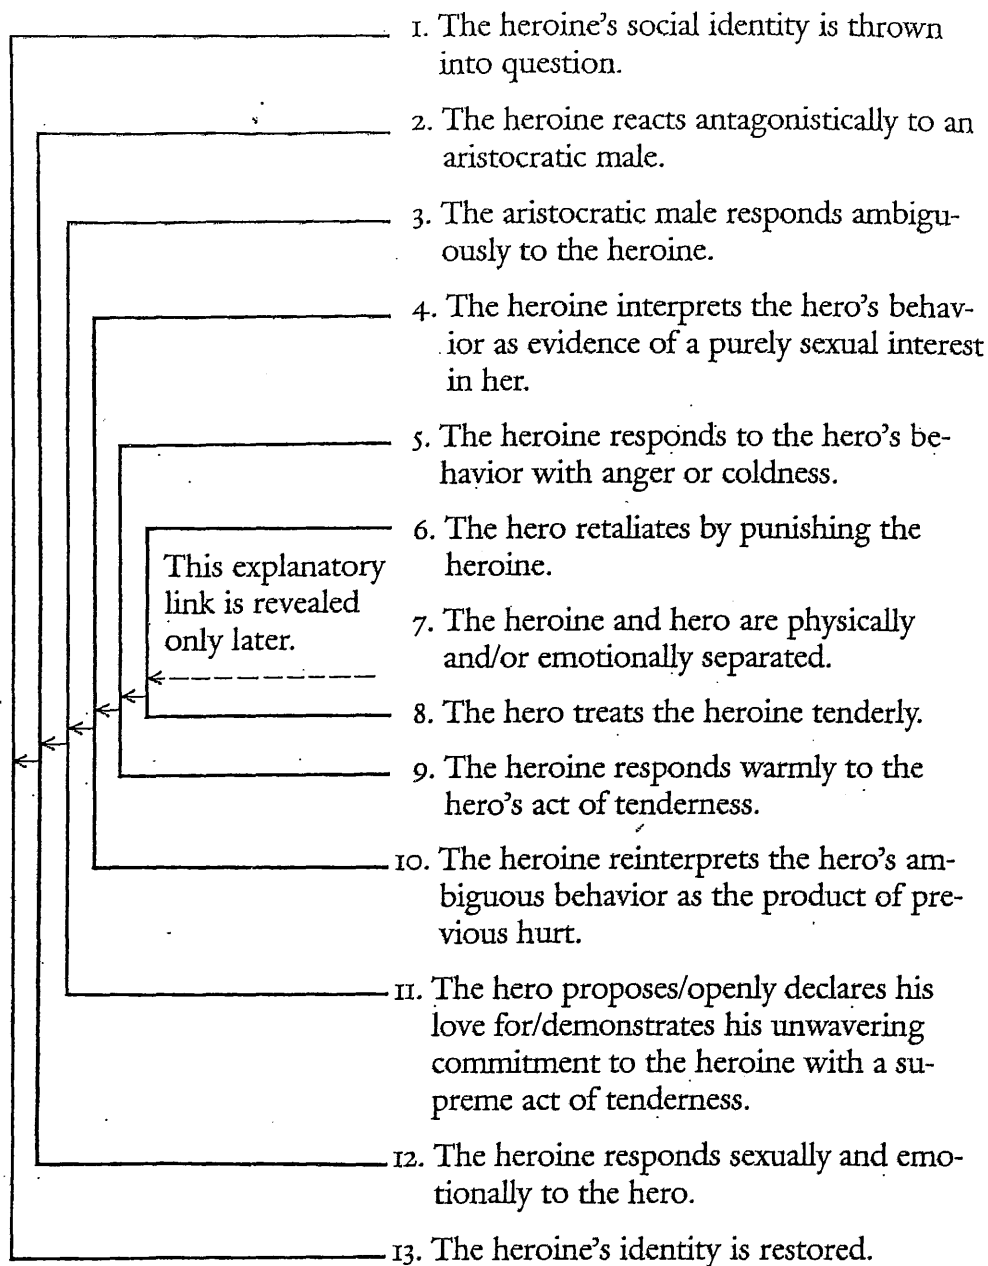 1. The heroine's social identity is thrown
into question.
2. The heroine reacts antagonistically to an
aristocratic male.
3. The aristocratic male responds ambigu-
ously to the heroine.
4. The heroine interprets the hero's behav-
ior as evidence of a purely sexual interest
in her.
5. The heroine responds to the hero's be-
havior with anger or coldness.
6. The hero retaliates by punishing the
heroine.
This explanatory
link is revealed
only later.
7. The heroine and hero are physically
and/or emotionally separated.
8. The hero treats the heroine tenderly.
9. The heroine responds warmly to the
hero's act of tenderness.
10. The heroine reinterprets the hero's am-
biguous behavior as the product of pre-
vious hurt.
11. The hero proposes/openly declares his
love for/demonstrates his unwavering
commitment to the heroine with a su-
preme act of tenderness.
12. The heroine responds sexually and emo-
tionally to the hero.
13. The heroine's identity is restored.